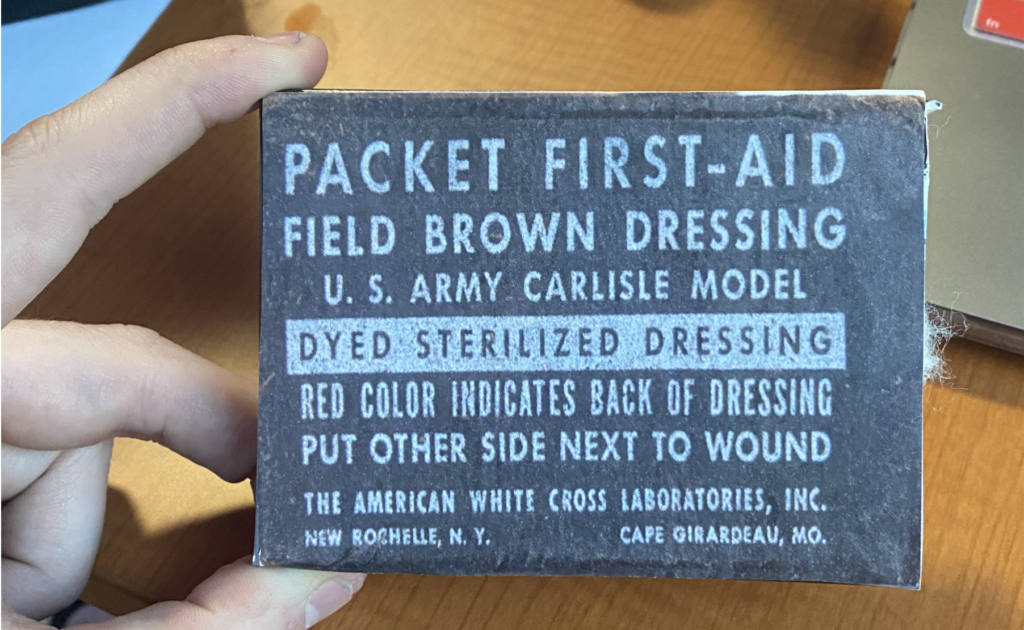 PACKET FIRST-AID
FIELD BROWN DRESSING
U. S. ARMY CARLISLE MODEL
DYED STERILIZED DRESSING
RED COLOR INDICATES BACK OF DRESSING
PUT OTHER SIDE NEXT TO WOUND
THE AMERICAN WHITE CROSS LABORATORIES, INC.
NEW ROCHELLE, N. Y. CAPE GIRARDEAU, MO.
fn